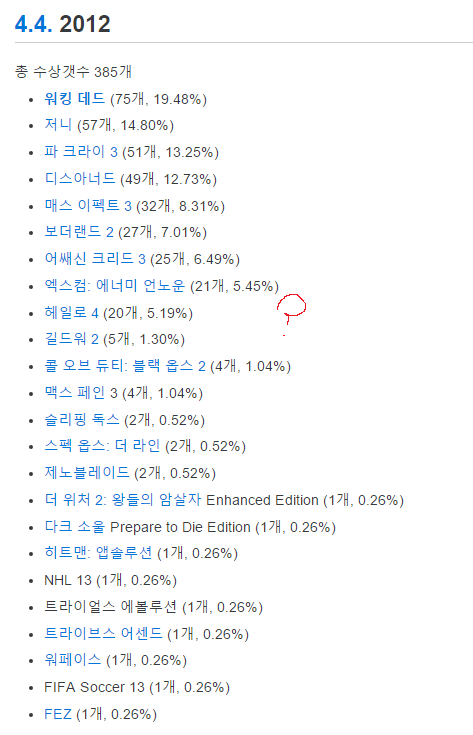 4.4. 2012
총 수상갯수 385개
워킹 데드 (75개, 19.48%)
저니 (57개, 14.80%)
파 크라이 3 (51개, 13.25%)
디스아너드 (49개, 12.73%)
매스 이펙트 3 (32개, 8.31%)
보더랜드 2 (27개, 7.01%)
어쌔신 크리드 3 (25개, 6.49%)
엑스컴: 에너미 언노운 (21개, 5.45%)
헤일로 4 (20개, 5.19%)
길드워 2 (5개, 1.30%)
콜 오브 듀티: 블랙 옵스 2 (4개, 1.04%)
맥스 페인 3 (4개, 1.04%)
슬리핑 독스 (2개, 0.52%)
스펙 옵스: 더 라인 (2개, 0.52%)
제노블레이드 (2개, 0.52%)
더 위처 2: 왕들의 암살자 Enhanced Edition (1개, 0.26%)
다크 소울 Prepare to Die Edition (1개, 0.26%)
히트맨: 앱솔루션 (1개, 0.26%)
NHL 13 (1개, 0.26%)
트라이얼스 에볼루션 (1개, 0.26%)
트라이브스 어센드 (1개, 0.26%)
워페이스 (1개, 0.26%)
FIFA Soccer 13 (1개, 0.26%)
FEZ (1개, 0.26%)